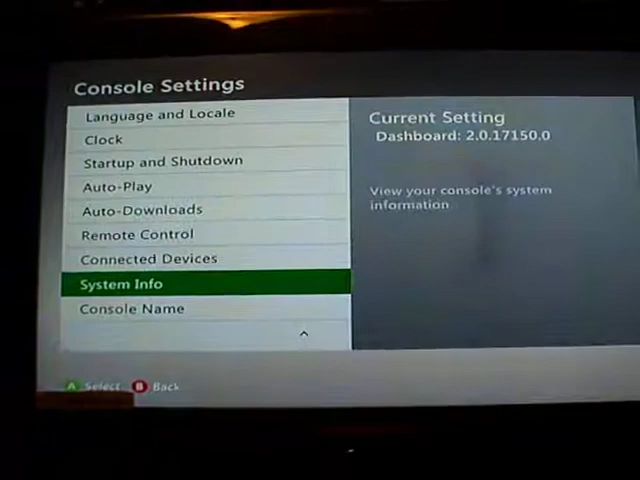 Console Settings
Language and Locale
Clock
Startup and Shutdown
Auto-Play
Auto-Downloads
Remote Control
Connected Devices
System Info
Console Name
Current Setting
Dashboard: 2.0.17150.0
View your console's system
information
A Select B Back